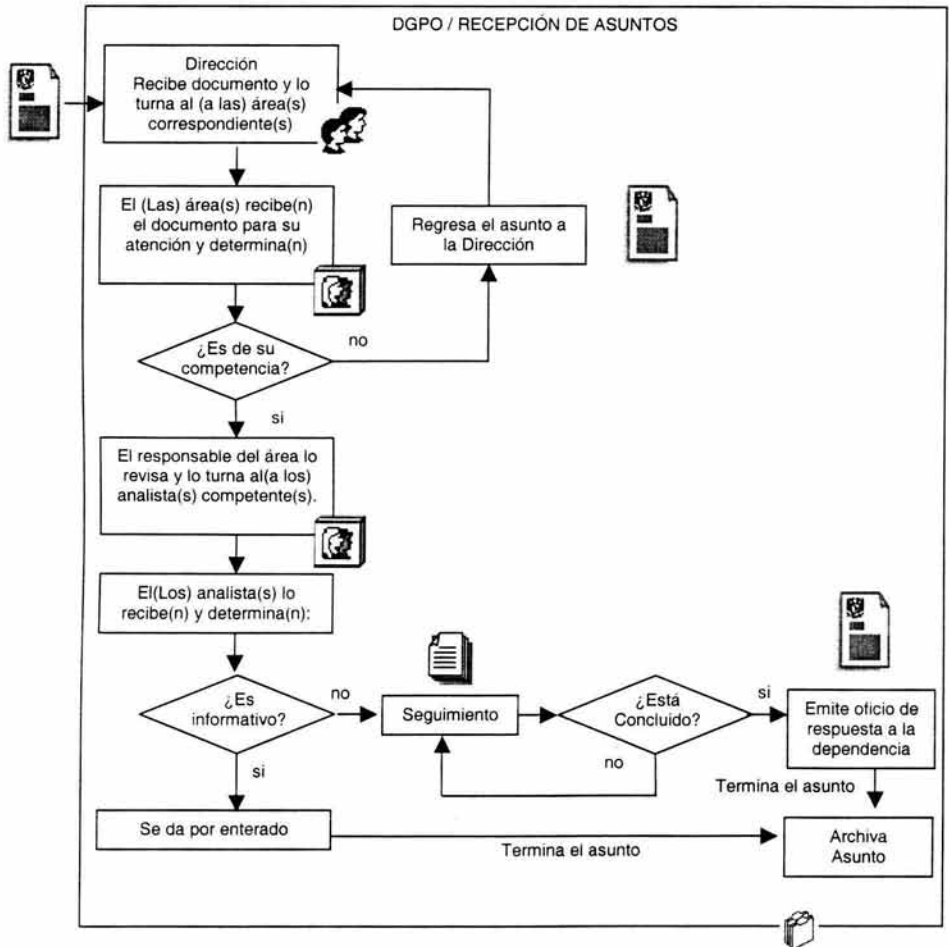 DGPO / RECEPCIÓN DE ASUNTOS
Dirección
Recibe documento y lo
turna al (a las) área(s)
correspondiente(s)
El (Las) área(s) recibe(n)
el documento para su
atención y determina(n)
Regresa el asunto a
la Dirección
¿Es de su
competencia?
no
si
El responsable del área lo
revisa y lo turna al(a los)
analista(s) competente(s).
El(Los) analista(s) lo
recibe(n) y determina(n):
¿Es
informativo?
no
Seguimiento
¿Está
Concluido?
si
Emite oficio de
respuesta a la
dependencia
no
si
Termina el asunto
Se da por enterado
Termina el asunto
Archiva
Asunto